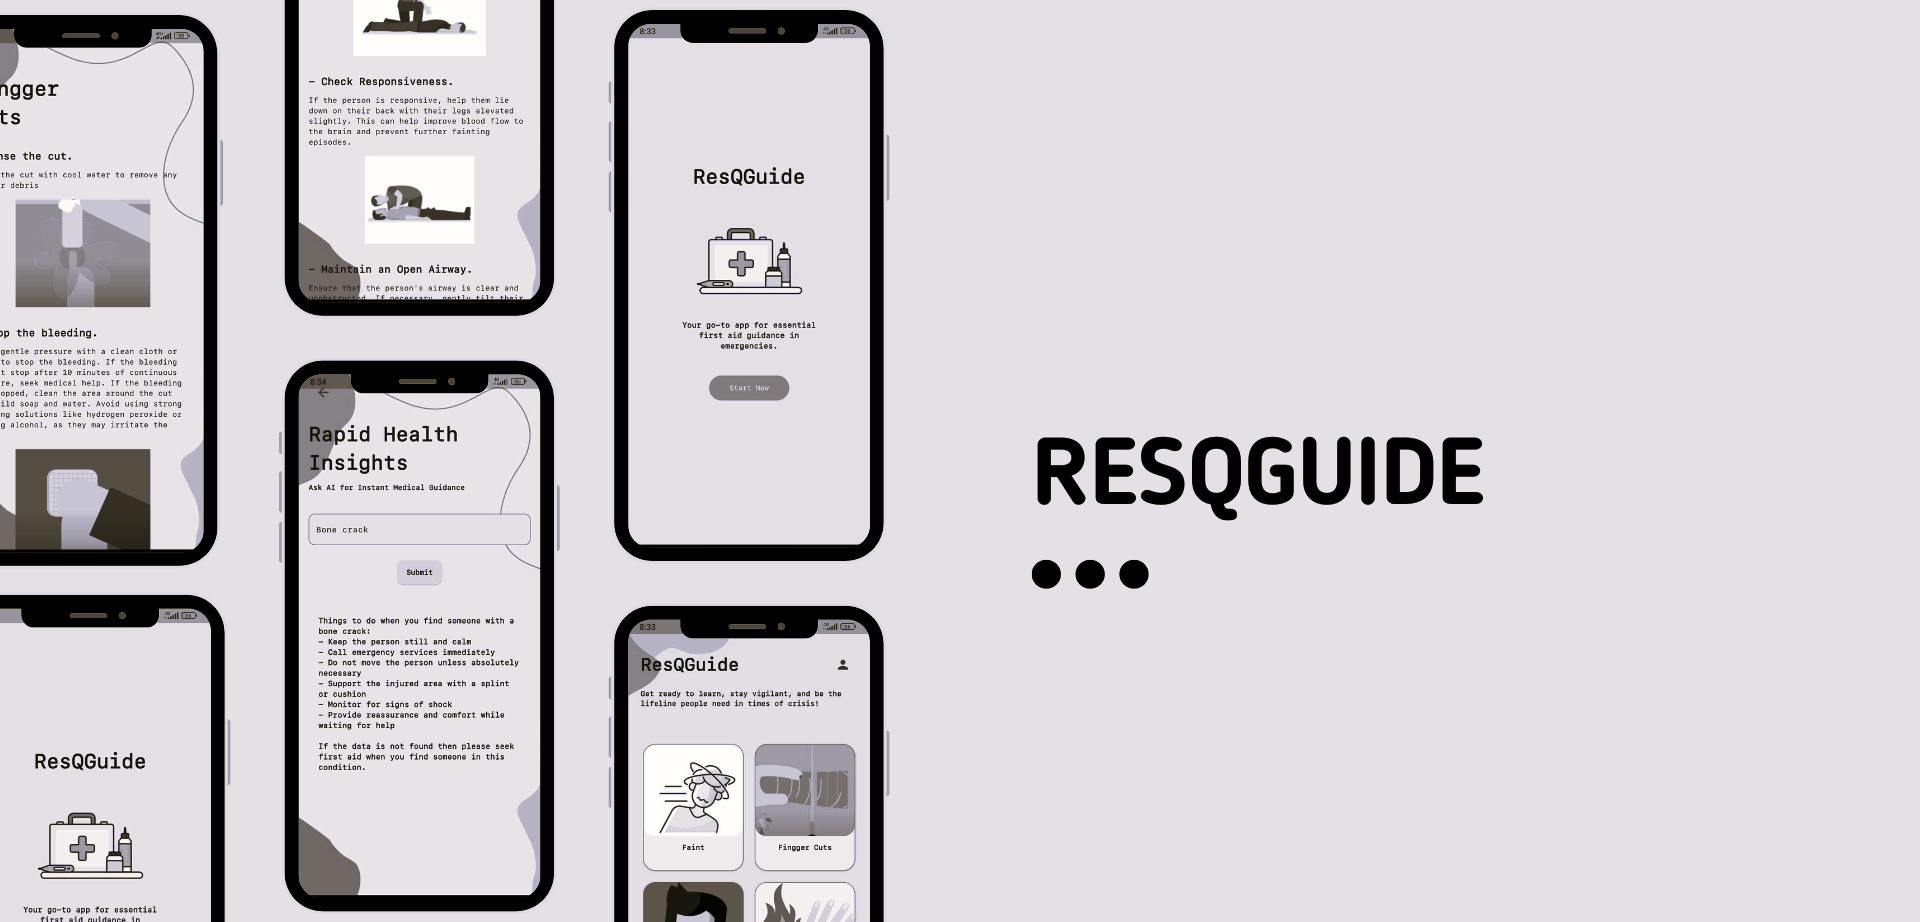 ngger
ts
nse the cut.
the cut with cool water to remove any
r debris
op the bleeding.
gentle pressure with a clean cloth or
to stop the bleeding. If the bleeding
t stop after 10 minutes of continuous
re, seek medical help. If the bleeding
opped, clean the area around the cut
ild soap and water. Avoid using strong
ng solutions like hydrogen peroxide or
g alcohol, as they may irritate the
ResQGuide
Your go-to app for essential
first aid guidance in
- Check Responsiveness.
If the person is responsive, help them lie
down on their back with their legs elevated
slightly. This can help improve blood flow to
the brain and prevent further fainting
episodes.
- Maintain an Open Airway.
Ensure that the person's airway is clear and
unobstructed. If necessary, gently tilt their
8:34
Rapid Health
Insights
Ask AI for Instant Medical Guidance
Bone crack
Submit
Things to do when you find someone with a
bone crack:
- Keep the person still and calm
- Call emergency services immediately
- Do not move the person unless absolutely
necessary
- Support the injured area with a splint
or cushion
- Monitor for signs of shock
- Provide reassurance and comfort while
waiting for help
If the data is not found then please seek
first aid when you find someone in this
condition.
8:33
ResQGuide
Your go-to app for essential
first aid guidance in
emergencies.
Start Now
8:33
ResQGuide
Get ready to learn, stay vigilant, and be the
lifeline people need in times of crisis!
Faint
Fingger Cuts
RESQGUIDE